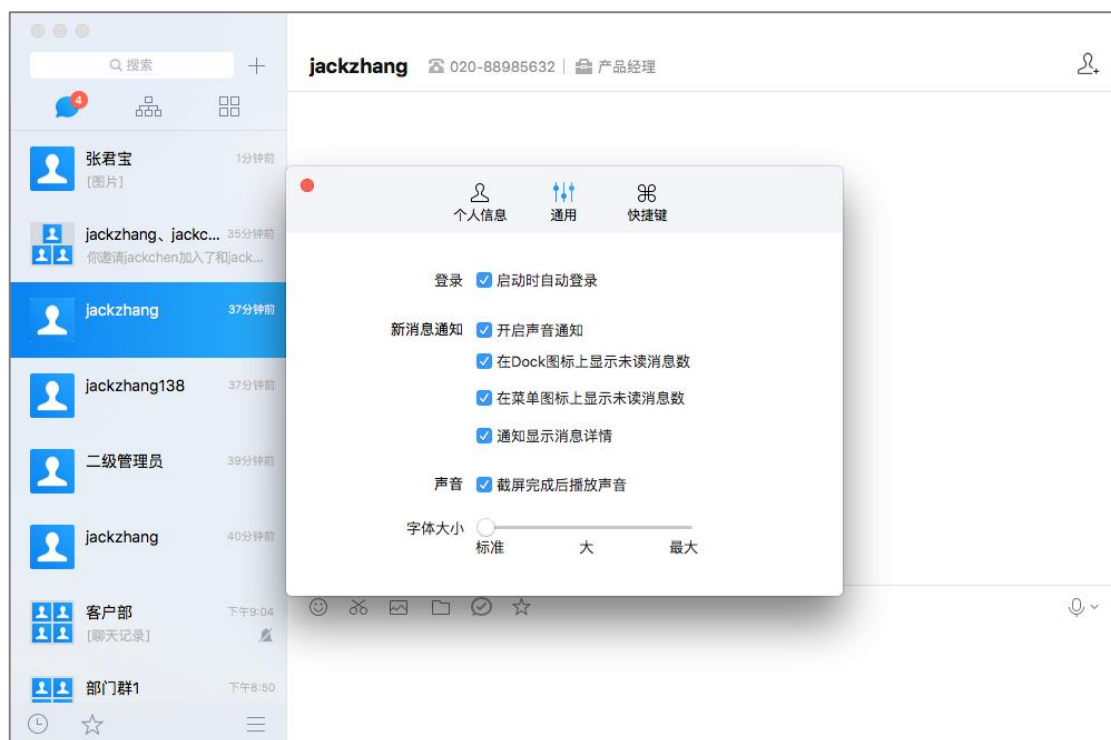 搜索
jackzhang 020-88985632 | 产品经理
4
张君宝 1分钟前
[图片]
jackzhang、jackc... 35分钟前
你邀请jackchen加入了和jack...
jackzhang 37分钟前
jackzhang138 37分钟前
二级管理员 39分钟前
jackzhang 40分钟前
客户部 下午9:04
[聊天记录]
部门群1 下午8:50
个人信息 通用 快捷键
登录 启动时自动登录
新消息通知 开启声音通知
在Dock图标上显示未读消息数
在菜单图标上显示未读消息数
通知显示消息详情
声音 截屏完成后播放声音
字体大小
标准 大 最大